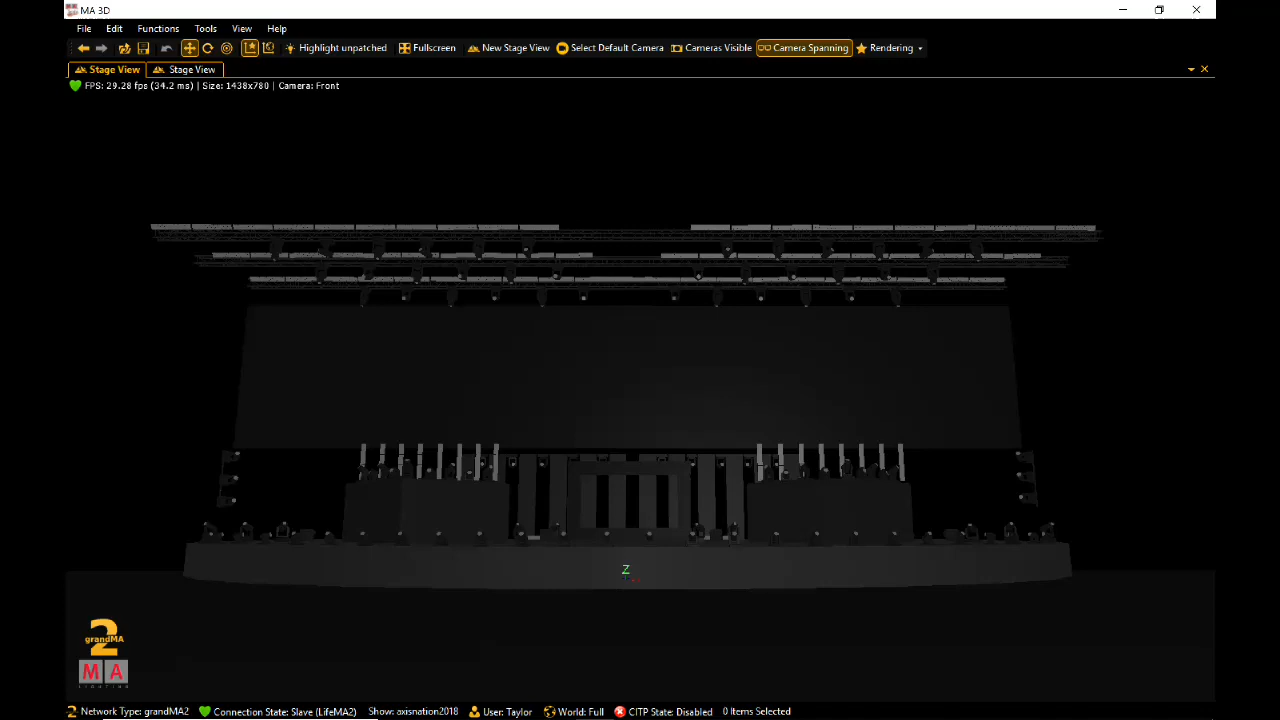 MA 3D
File Edit Functions Tools View Help
Highlight unpatched Fullscreen New Stage View Select Default Camera Cameras Visible Camera Spanning Rendering
Stage View Stage View
FPS: 29.28 fps (34.2 ms) | Size: 1438x780 | Camera: Front
Z
2
grandMA
MA
Network Type: grandMA2 Connection State: Slave (LifeMA2) Show: axisnation2018 User: Taylor World: Full CITP State: Disabled 0 Items Selected